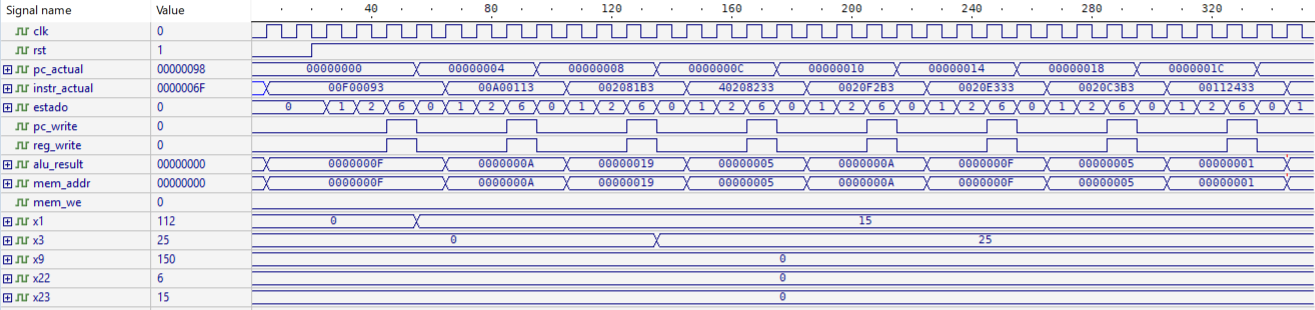 Signal name Value 40 80 120 160 200 240 280 320
clk 0
rst 1
pc_actual 00000098 00000000 00000004 00000008 0000000C 00000010 00000014 00000018 0000001C
instr_actual 0000006F 00F00093 00A00113 002081B3 40208233 0020F2B3 0020E333 0020C3B3 00112433
estado 0 0 1 2 6 0 1 2 6 0 1 2 6 0 1 2 6 0 1 2 6 0 1 2 6 0 1 2 6 0 1 2 6 0 1
pc_write 0
reg_write 0
alu_result 00000000 0000000F 0000000A 00000019 00000005 0000000A 0000000F 00000005 00000001
mem_addr 00000000 0000000F 0000000A 00000019 00000005 0000000A 0000000F 00000005 00000001
mem_we 0
x1 112 0 15
x3 25 0 25
x9 150 0
x22 6 0
x23 15 0